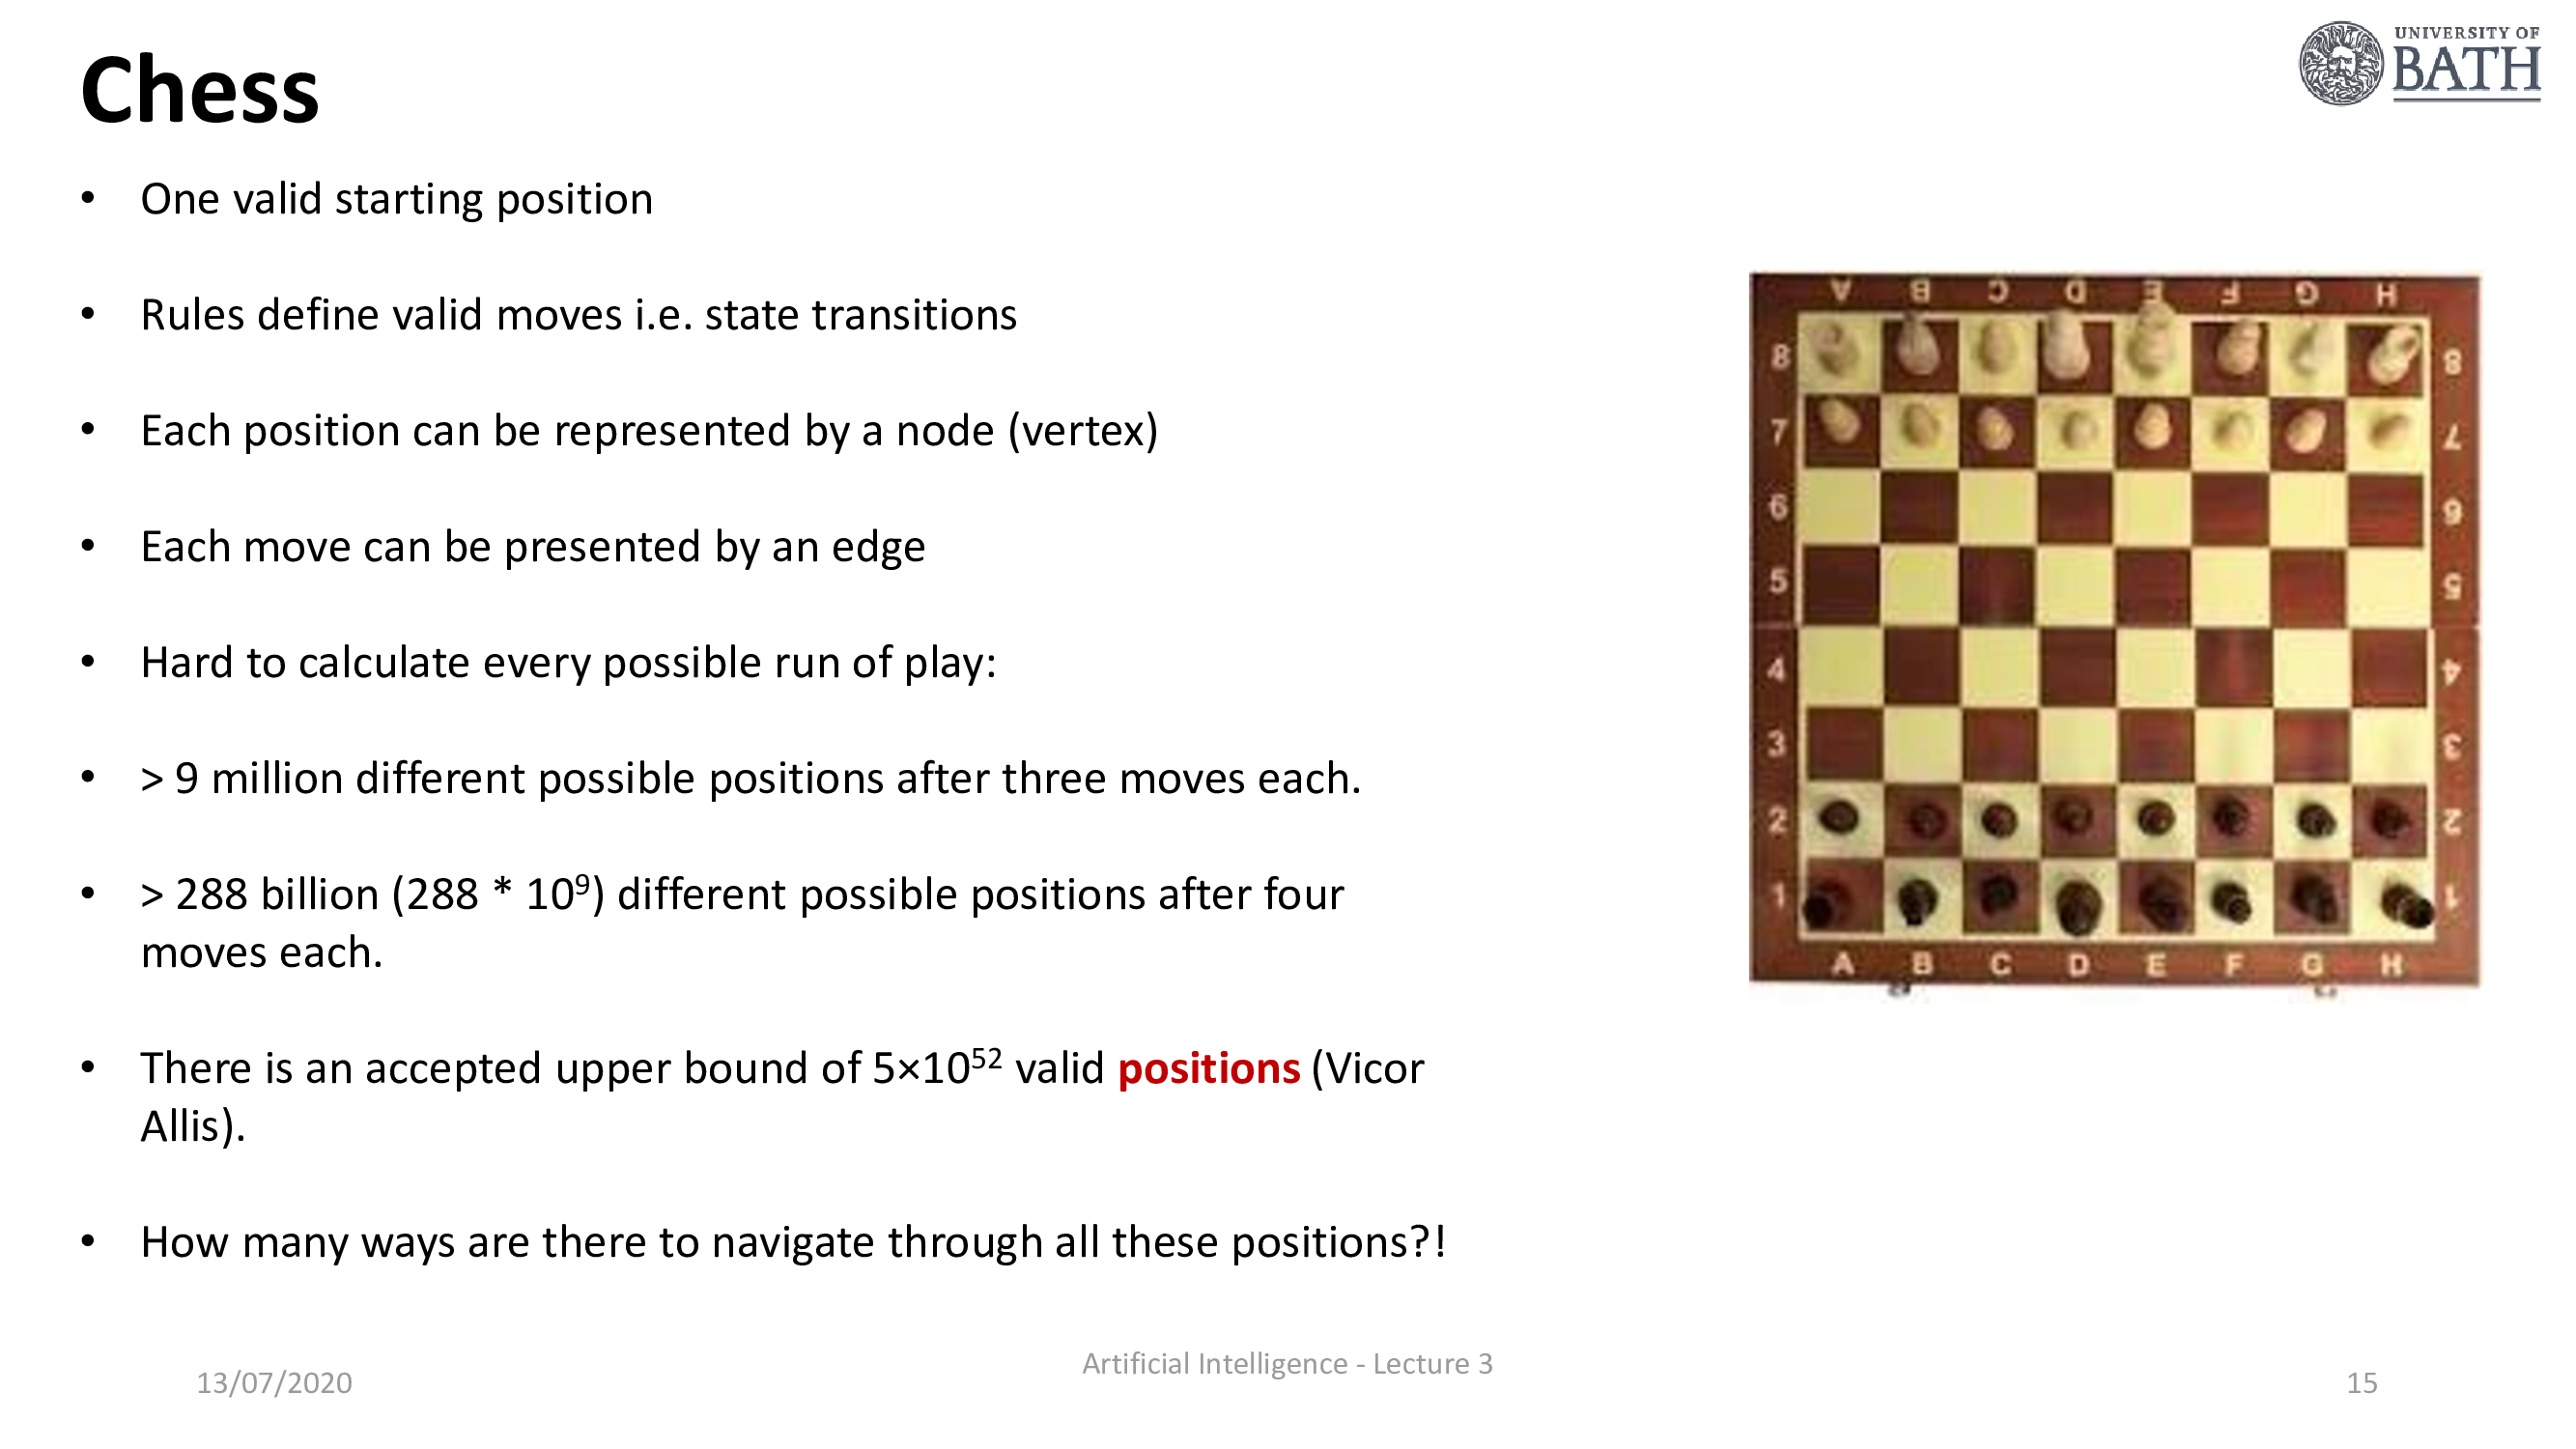 Chess
UNIVERSITY OF
BATH
• One valid starting position
• Rules define valid moves i.e. state transitions
• Each position can be represented by a node (vertex)
• Each move can be presented by an edge
• Hard to calculate every possible run of play:
• > 9 million different possible positions after three moves each.
• > 288 billion (288 * 10⁹) different possible positions after four
moves each.
• There is an accepted upper bound of 5×10⁵² valid positions (Vicor
Allis).
• How many ways are there to navigate through all these positions?!
A B C D E F G H
8 8
7 7
6 6
5 5
4 4
3 3
2 2
1 1
A B C D E F G H
13/07/2020
Artificial Intelligence - Lecture 3
15